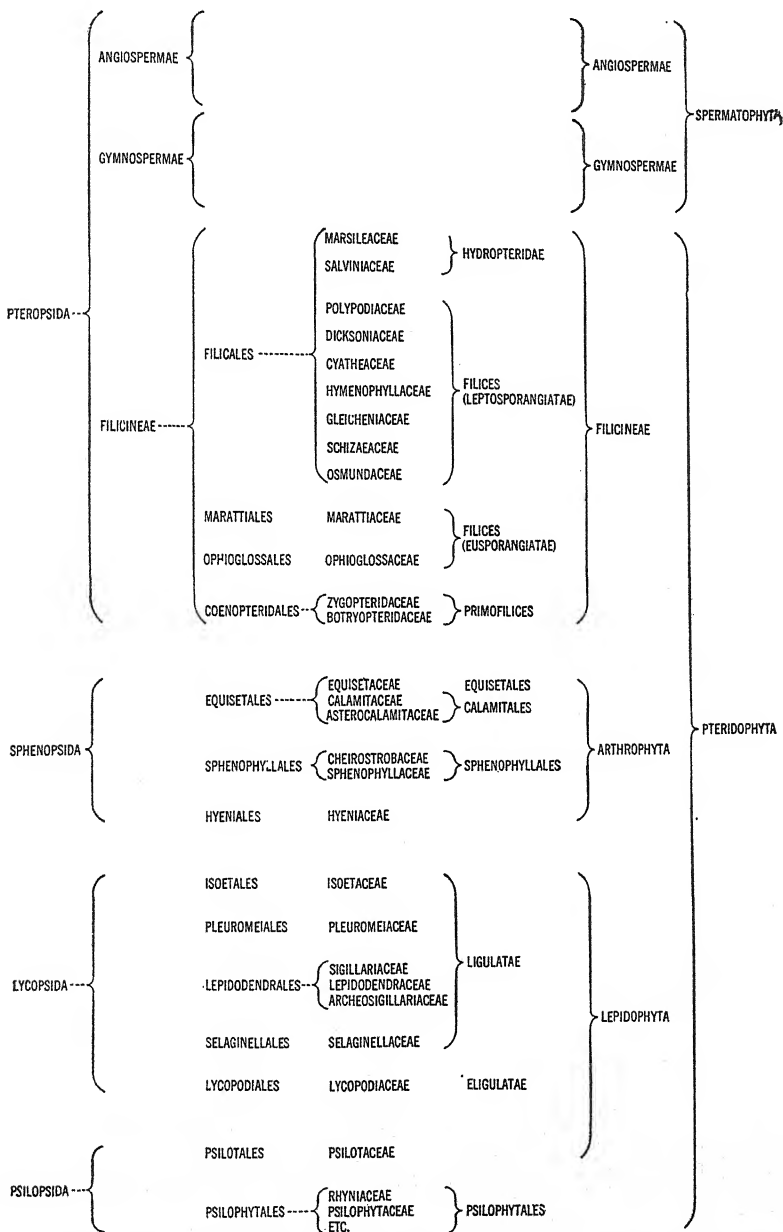 ANGIOSPERMAE ANGIOSPERMAE
SPERMATOPHYTA
GYMNOSPERMAE GYMNOSPERMAE
MARSILEACEAE
HYDROPTERIDAE
SALVINIACEAE
POLYPODIACEAE
PTEROPSIDA
DICKSONIACEAE
FILICALES
CYATHEACEAE
HYMENOPHYLLACEAE FILICES
(LEPTOSPORANGIATAE)
GLEICHENIACEAE
FILICINEAE FILICINEAE
SCHIZAEACEAE
OSMUNDACEAE
MARATTIALES MARATTIACEAE
FILICES
(EUSPORANGIATAE)
OPHIOGLOSSALES OPHIOGLOSSACEAE
ZYGOPTERIDACEAE
COENOPTERIDALES PRIMOFILICES
BOTRYOPTERIDACEAE
EQUISETACEAE EQUISETALES
EQUISETALES CALAMITACEAE CALAMITALES
ASTEROCALAMITACEAE
PTERIDOPHYTA
SPHENOPSIDA ARTHROPHYTA
CHEIROSTROBACEAE
SPHENOPHYLLALES SPHENOPHYLLALES
SPHENOPHYLLACEAE
HYENIALES HYENIACEAE
ISOETALES ISOETACEAE
PLEUROMEIALES PLEUROMEIACEAE
LIGULATAE
SIGILLARIACEAE
LYCOPSIDA LEPIDODENDRALES LEPIDODENDRACEAE
ARCHEOSIGILLARIACEAE
LEPIDOPHYTA
SELAGINELLALES SELAGINELLACEAE
LYCOPODIALES LYCOPODIACEAE ELIGULATAE
PSILOTALES PSILOTACEAE
PSILOPSIDA
RHYNIACEAE
PSILOPHYTALES PSILOPHYTACEAE PSILOPHYTALES
ETC.